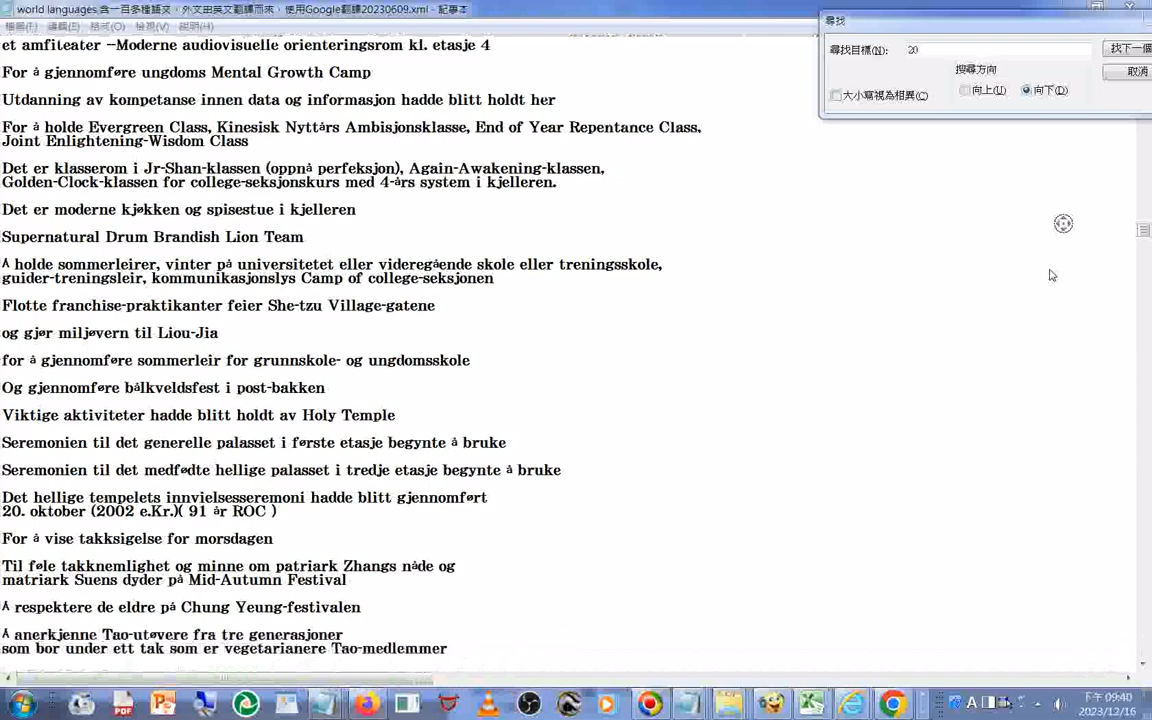 world languages 含一百多種語文，外文由英文翻譯而來，使用Google翻譯20230609.xml - 記事本
檔案(F) 編輯(E) 格式(O) 檢視(V) 說明(H)
et amfiteater –Moderne audiovisuelle orienteringsrom kl. etasje 4
For å gjennomføre ungdoms Mental Growth Camp
Utdanning av kompetanse innen data og informasjon hadde blitt holdt her
For å holde Evergreen Class, Kinesisk Nyttårs Ambisjonsklasse, End of Year Repentance Class,
Joint Enlightening-Wisdom Class
Det er klasserom i Jr-Shan-klassen (oppnå perfeksjon), Again-Awakening-klassen,
Golden-Clock-klassen for college-seksjonskurs med 4-års system i kjelleren.
Det er moderne kjøkken og spisestue i kjelleren
Supernatural Drum Brandish Lion Team
Å holde sommerleirer, vinter på universitetet eller videregående skole eller treningsskole,
guider-treningsleir, kommunikasjonslys Camp of college-seksjonen
Flotte franchise-praktikanter feier She-tzu Village-gatene
og gjør miljøvern til Liou-Jia
for å gjennomføre sommerleir for grunnskole- og ungdomsskole
Og gjennomføre bålkveldsfest i post-bakken
Viktige aktiviteter hadde blitt holdt av Holy Temple
Seremonien til det generelle palasset i første etasje begynte å bruke
Seremonien til det medfødte hellige palasset i tredje etasje begynte å bruke
Det hellige tempelets innvielsesseremoni hadde blitt gjennomført
20. oktober (2002 e.Kr.)( 91 år ROC )
For å vise takksigelse for morsdagen
Til føle takknemlighet og minne om patriark Zhangs nåde og
matriark Suens dyder på Mid-Autumn Festival
Å respektere de eldre på Chung Yeung-festivalen
Å anerkjenne Tao-utøvere fra tre generasjoner
som bor under ett tak som er vegetarianere Tao-medlemmer
尋找
尋找目標(N): 20
找下一個
搜尋方向
取消
大小寫視為相異(C) 向上(U) 向下(D)
下午 09:40
2023/12/16